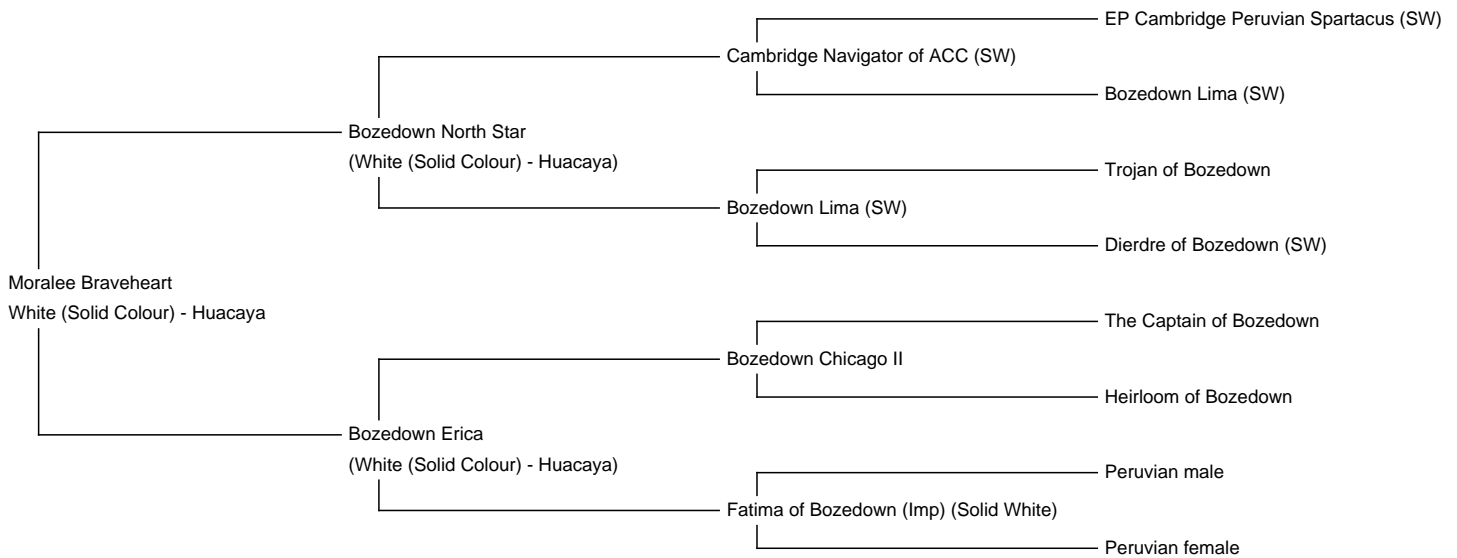 EP Cambridge Peruvian Spartacus (SW)
Cambridge Navigator of ACC (SW)
Bozedown Lima (SW)
Bozedown North Star
(White (Solid Colour) - Huacaya)
Trojan of Bozedown
Bozedown Lima (SW)
Dierdre of Bozedown (SW)
Moralee Braveheart
White (Solid Colour) - Huacaya
The Captain of Bozedown
Bozedown Chicago II
Heirloom of Bozedown
Bozedown Erica
(White (Solid Colour) - Huacaya)
Peruvian male
Fatima of Bozedown (Imp) (Solid White)
Peruvian female